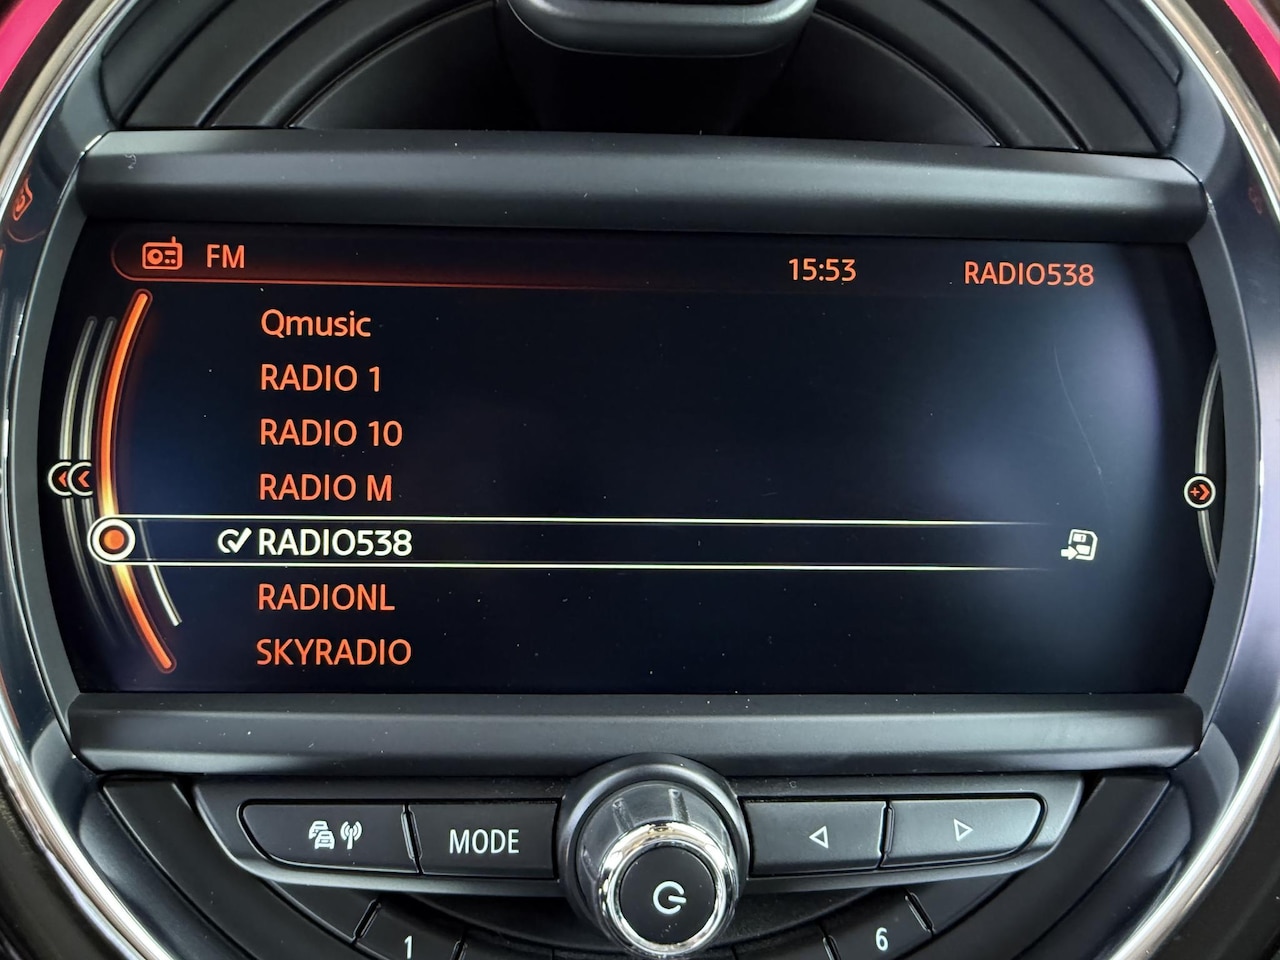 FM 15:53 RADIO538
Qmusic
RADIO 1
RADIO 10
RADIO M
RADIO538
RADIONL
SKYRADIO
MODE
1 6